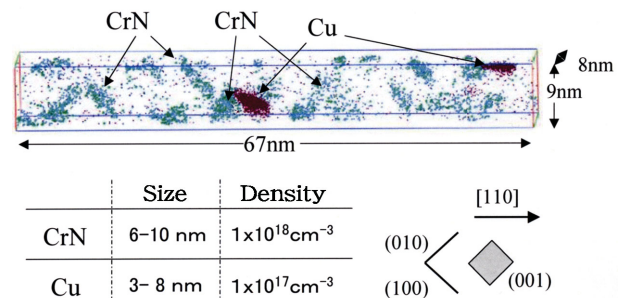 CrN CrN Cu
8nm
9nm
67nm
Size Density
CrN 6-10 nm 1x10¹⁸cm⁻³
Cu 3- 8 nm 1x10¹⁷cm⁻³
[110]
(010)
(100)
(001)